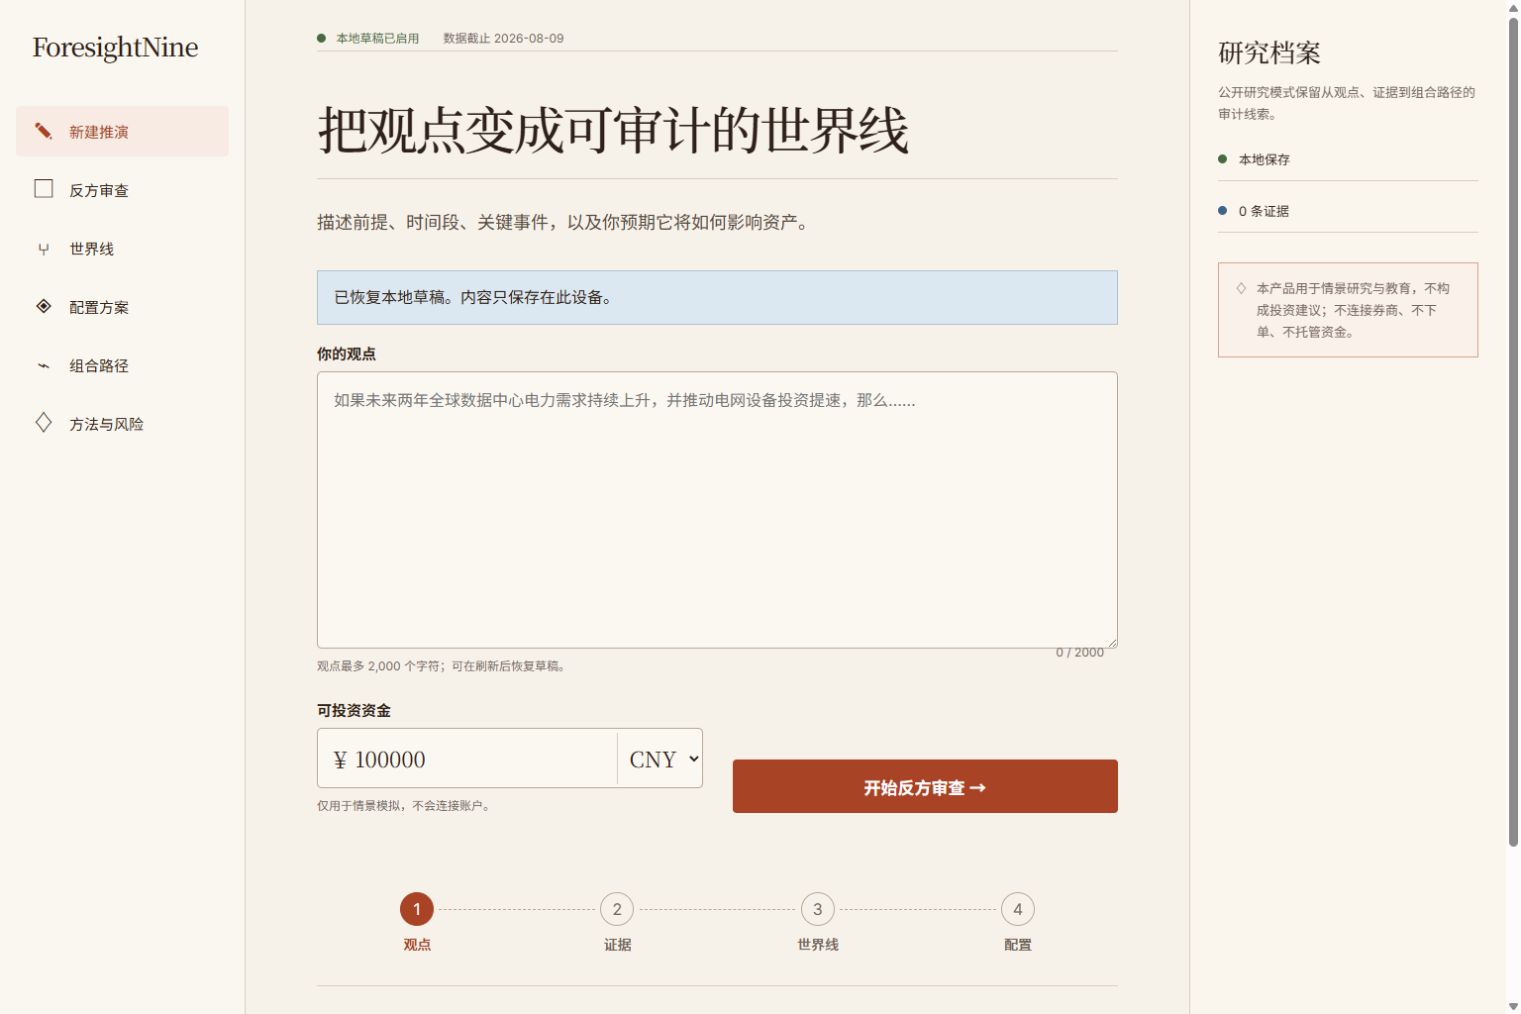 ForesightNine
新建推演
反方审查
世界线
配置方案
组合路径
方法与风险
本地草稿已启用 数据截止 2026-08-09
把观点变成可审计的世界线
描述前提、时间段、关键事件，以及你预期它将如何影响资产。
已恢复本地草稿。内容只保存在此设备。
你的观点
如果未来两年全球数据中心电力需求持续上升，并推动电网设备投资提速，那么……
0 / 2000
观点最多 2,000 个字符；可在刷新后恢复草稿。
可投资资金
¥ 100000 CNY
仅用于情景模拟，不会连接账户。
开始反方审查 →
1 2 3 4
观点 证据 世界线 配置
研究档案
公开研究模式保留从观点、证据到组合路径的
审计线索。
本地保存
0 条证据
本产品用于情景研究与教育，不构
成投资建议；不连接券商、不下
单、不托管资金。